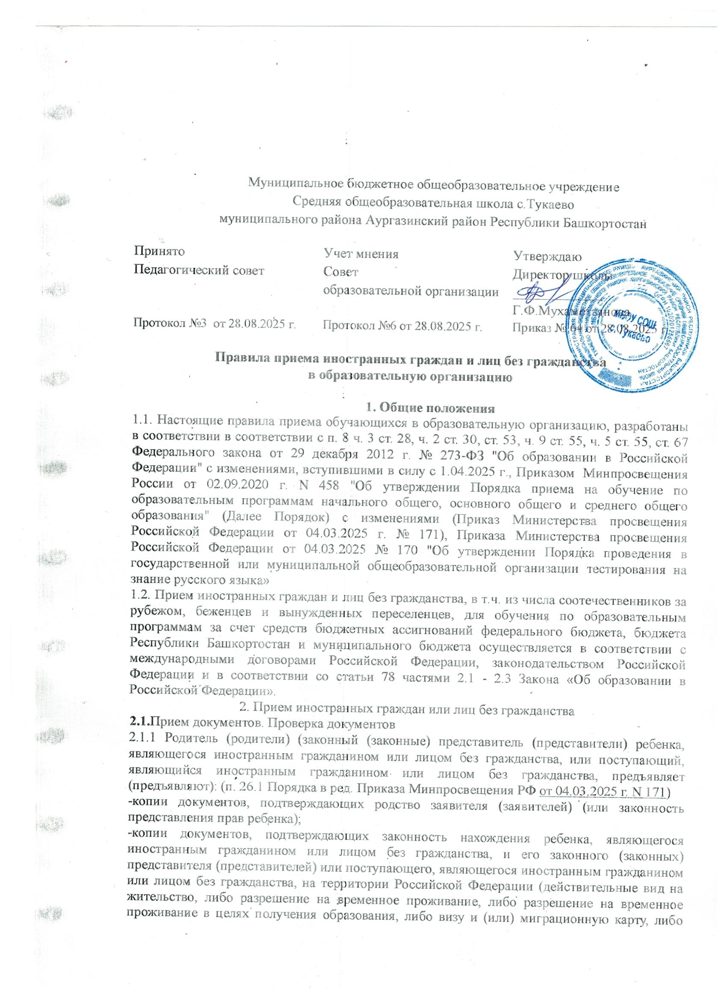 Муниципальное бюджетное общеобразовательное учреждение
Средняя общеобразовательная школа с.Тукаево
муниципального района Аургазинский район Республики Башкортостан
Принято
Педагогический совет
Протокол №3 от 28.08.2025 г.
Учет мнения
Совет
образовательной организации
Протокол №6 от 28.08.2025 г.
Утверждаю
Директор школы
Г.Ф.Мухаметзянова
Приказ № 64 от 28.08.2025 г.
МБОУ СОШ
с.Тукаево
Правила приема иностранных граждан и лиц без гражданства
в образовательную организацию
1. Общие положения
1.1. Настоящие правила приема обучающихся в образовательную организацию, разработаны
в соответствии в соответствии с п. 8 ч. 3 ст. 28, ч. 2 ст. 30, ст. 53, ч. 9 ст. 55, ч. 5 ст. 55, ст. 67
Федерального закона от 29 декабря 2012 г. № 273-ФЗ "Об образовании в Российской
Федерации" с изменениями, вступившими в силу с 1.04.2025 г., Приказом Минпросвещения
России от 02.09.2020 г. N 458 "Об утверждении Порядка приема на обучение по
образовательным программам начального общего, основного общего и среднего общего
образования" (Далее Порядок) с изменениями (Приказ Министерства просвещения
Российской Федерации от 04.03.2025 г. № 171), Приказа Министерства просвещения
Российской Федерации от 04.03.2025 № 170 "Об утверждении Порядка проведения в
государственной или муниципальной общеобразовательной организации тестирования на
знание русского языка»
1.2. Прием иностранных граждан и лиц без гражданства, в т.ч. из числа соотечественников за
рубежом, беженцев и вынужденных переселенцев, для обучения по образовательным
программам за счет средств бюджетных ассигнований федерального бюджета, бюджета
Республики Башкортостан и муниципального бюджета осуществляется в соответствии с
международными договорами Российской Федерации, законодательством Российской
Федерации и в соответствии со статьи 78 частями 2.1 - 2.3 Закона «Об образовании в
Российской Федерации».
2. Прием иностранных граждан или лиц без гражданства
2.1.Прием документов. Проверка документов
2.1.1 Родитель (родители) (законный (законные) представитель (представители) ребенка,
являющегося иностранным гражданином или лицом без гражданства, или поступающий,
являющийся иностранным гражданином или лицом без гражданства, предъявляет
(предъявляют): (п. 26.1 Порядка в ред. Приказа Минпросвещения РФ от 04.03.2025 г. N 171)
-копии документов, подтверждающих родство заявителя (заявителей) (или законность
представления прав ребенка);
-копии документов, подтверждающих законность нахождения ребенка, являющегося
иностранным гражданином или лицом без гражданства, и его законного (законных)
представителя (представителей) или поступающего, являющегося иностранным гражданином
или лицом без гражданства, на территории Российской Федерации (действительные вид на
жительство, либо разрешение на временное проживание, либо разрешение на временное
проживание в целях получения образования, либо визу и (или) миграционную карту, либо